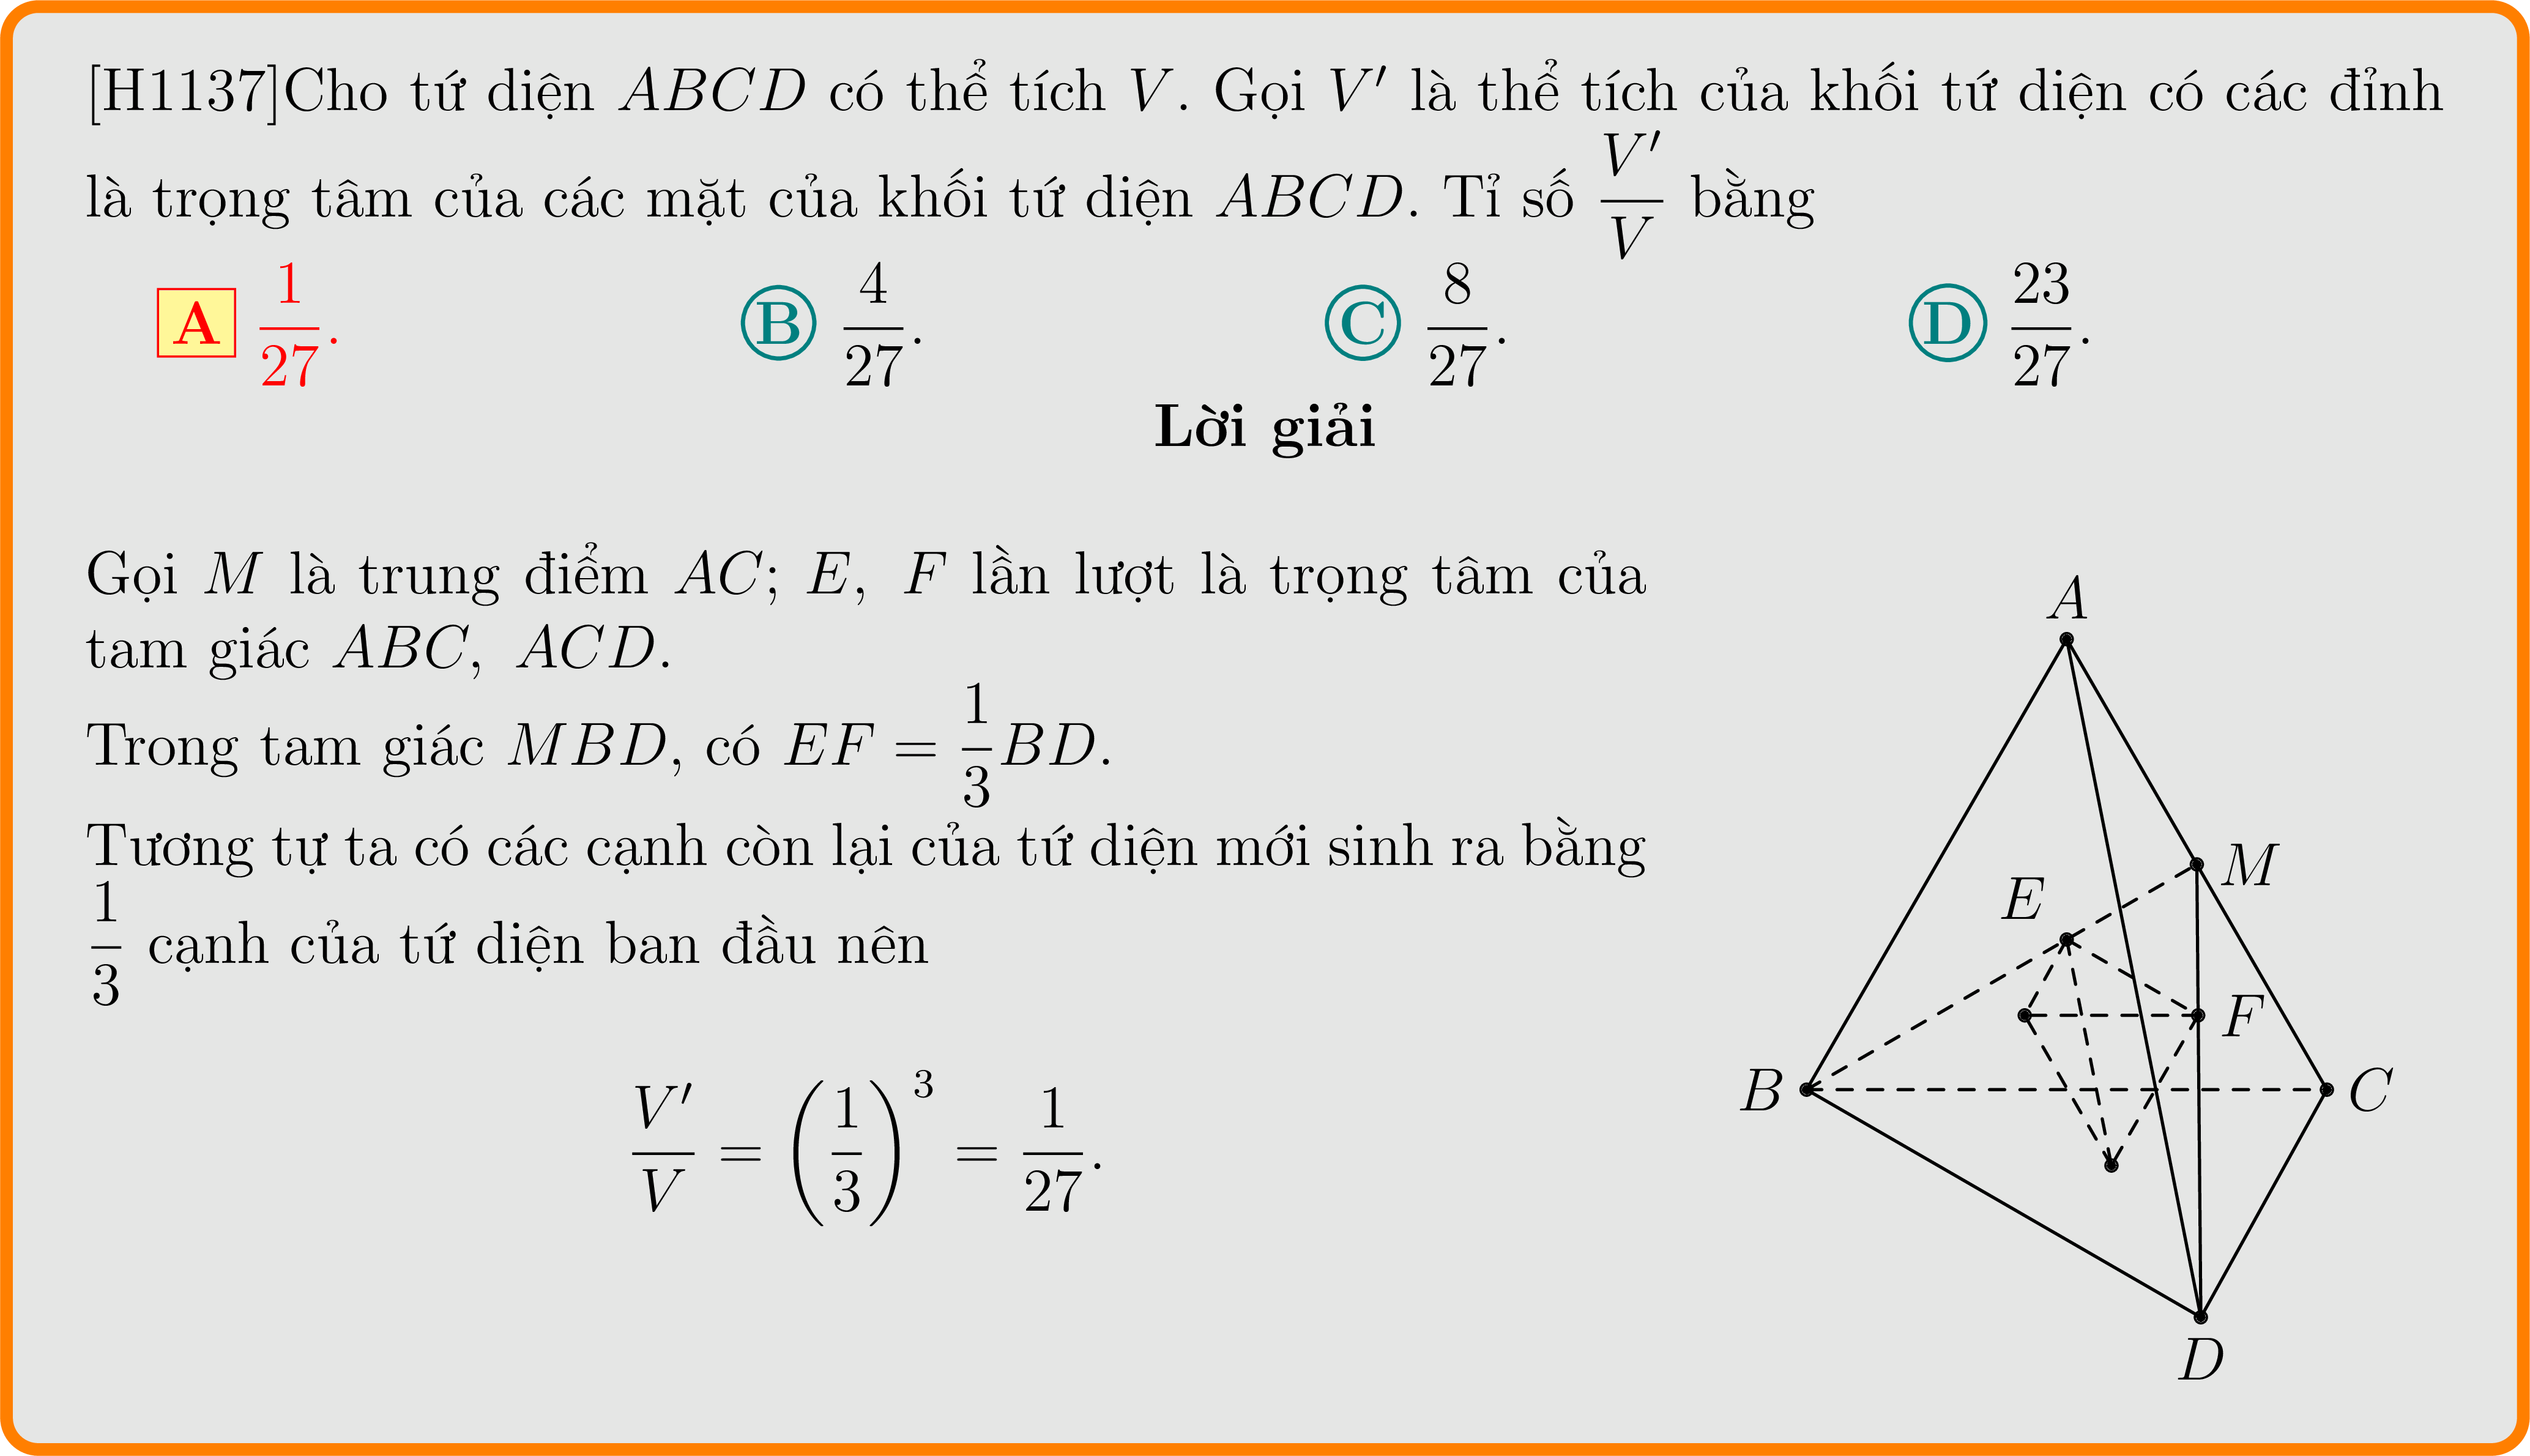 [H1137]Cho tứ diện ABCD có thể tích V. Gọi V′ là thể tích của khối tứ diện có các đỉnh
là trọng tâm của các mặt của khối tứ diện ABCD. Tỉ số \frac{V′}{V} bằng
A \frac{1}{27}. B \frac{4}{27}. C \frac{8}{27}. D \frac{23}{27}.
Lời giải
Gọi M là trung điểm AC; E, F lần lượt là trọng tâm của
tam giác ABC, ACD.
Trong tam giác MBD, có EF = \frac{1}{3}BD.
Tương tự ta có các cạnh còn lại của tứ diện mới sinh ra bằng
\frac{1}{3} cạnh của tứ diện ban đầu nên
\frac{V′}{V} = \left(\frac{1}{3}\right)^3 = \frac{1}{27}.
A
M
E
F
B
C
D